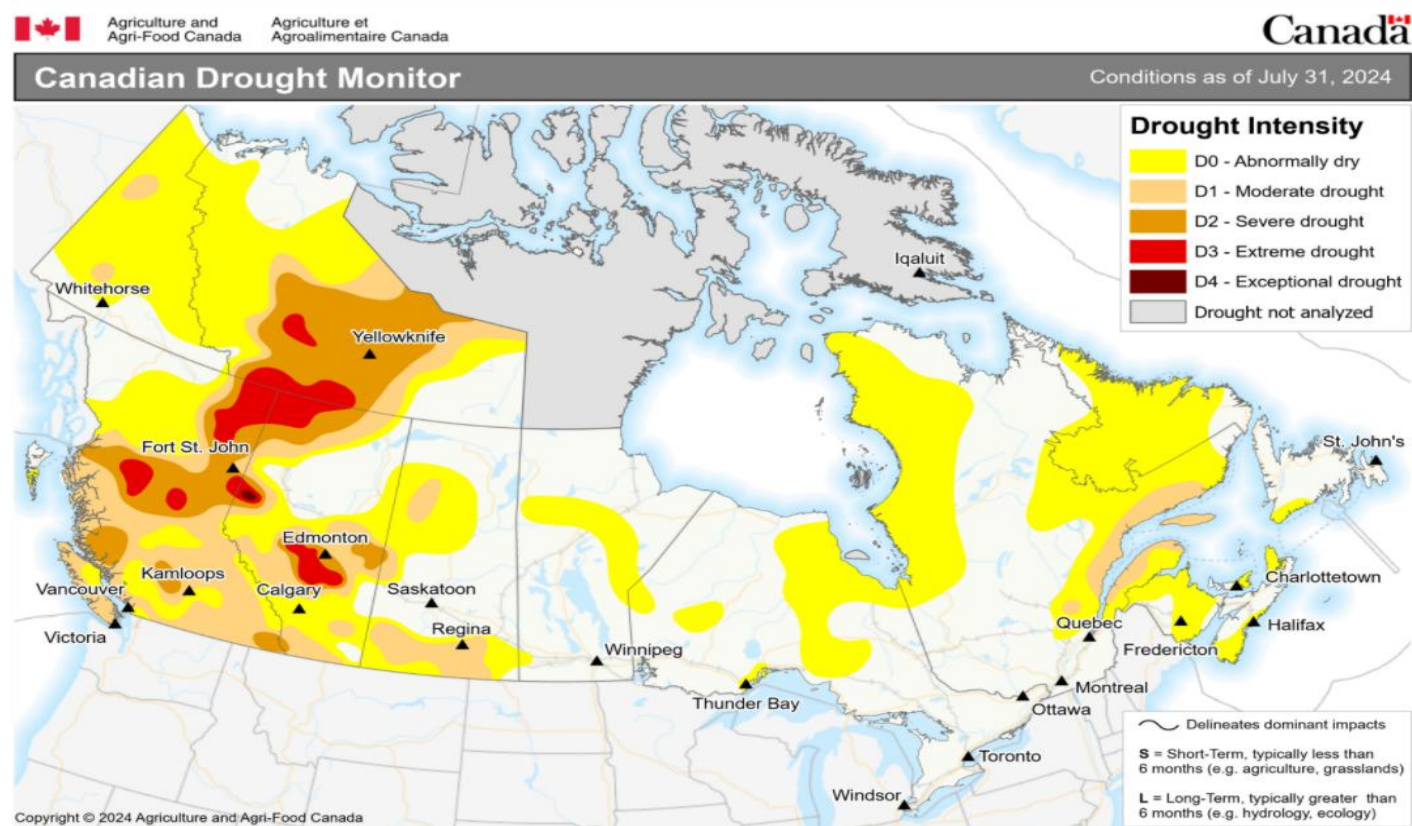 Agriculture and
Agri-Food Canada
Agriculture et
Agroalimentaire Canada
Canada
Canadian Drought Monitor
Conditions as of July 31, 2024
Drought Intensity
D0 - Abnormally dry
D1 - Moderate drought
D2 - Severe drought
D3 - Extreme drought
D4 - Exceptional drought
Drought not analyzed
Iqaluit
Whitehorse
Yellowknife
Fort St. John
St. John's
Edmonton
Kamloops
Vancouver
Calgary
Saskatoon
Charlottetown
Victoria
Regina
Winnipeg
Quebec
Halifax
Fredericton
Thunder Bay
Montreal
Ottawa
Toronto
Windsor
Delineates dominant impacts
S = Short-Term, typically less than
6 months (e.g. agriculture, grasslands)
L = Long-Term, typically greater than
6 months (e.g. hydrology, ecology)
Copyright © 2024 Agriculture and Agri-Food Canada